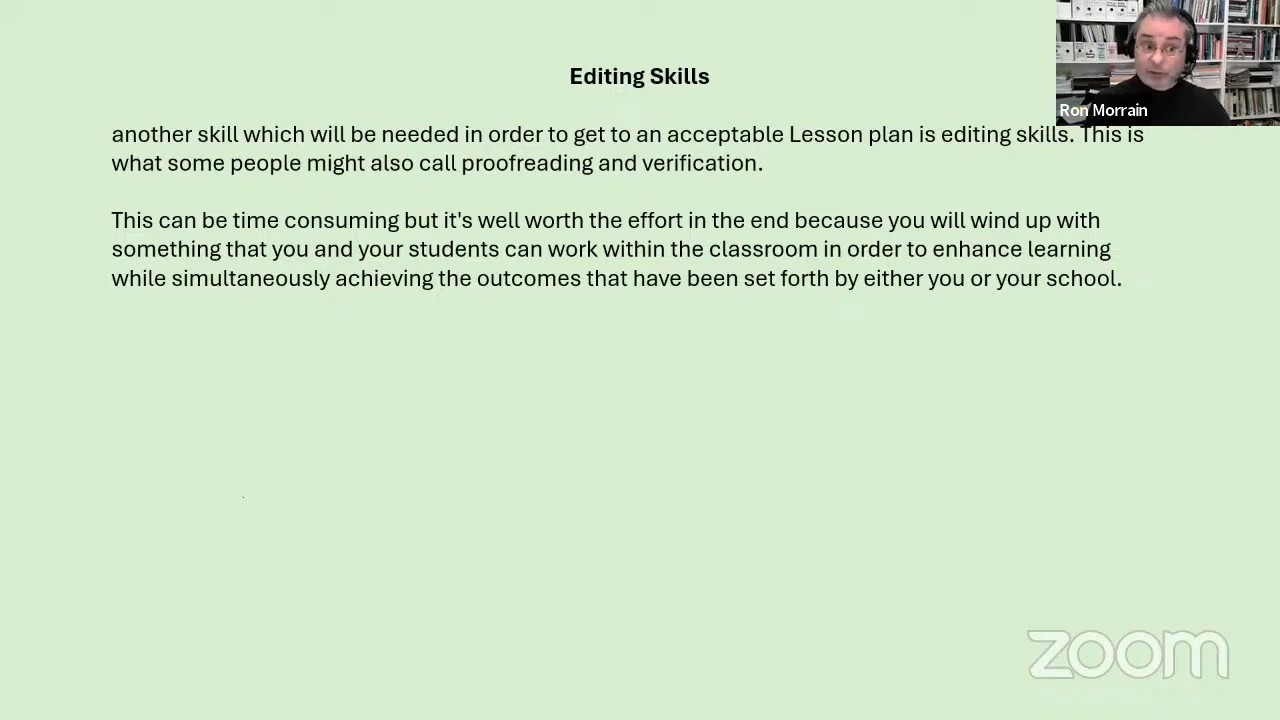 Editing Skills
Ron Morrain
another skill which will be needed in order to get to an acceptable Lesson plan is editing skills. This is
what some people might also call proofreading and verification.
This can be time consuming but it's well worth the effort in the end because you will wind up with
something that you and your students can work within the classroom in order to enhance learning
while simultaneously achieving the outcomes that have been set forth by either you or your school.
zoom